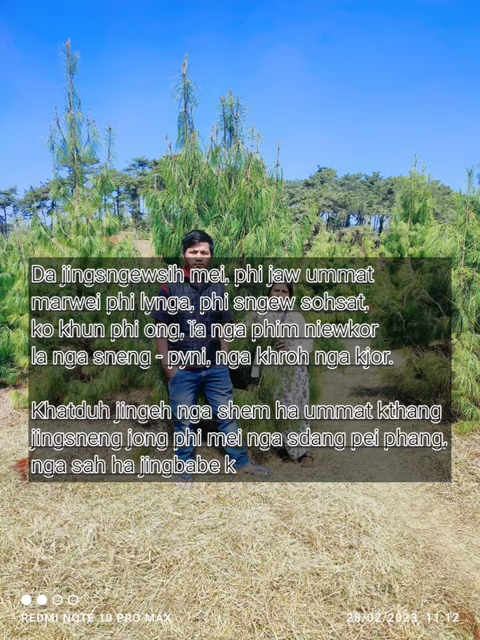 Da jingsngewsih mei, phi jaw ummat
marwei phi lynga, phi sngew sohsat,
ko khun phi ong, ïa nga phim niewkor
la nga sneng - pyni, nga khroh nga kjor.
Khatduh jingeh nga shem ha ummat kthang
jingsneng jong phi mei nga sdang pei phang,
nga sah ha jingbabe k
REDMI NOTE 10 PRO MAX
28/02/2023 11:12